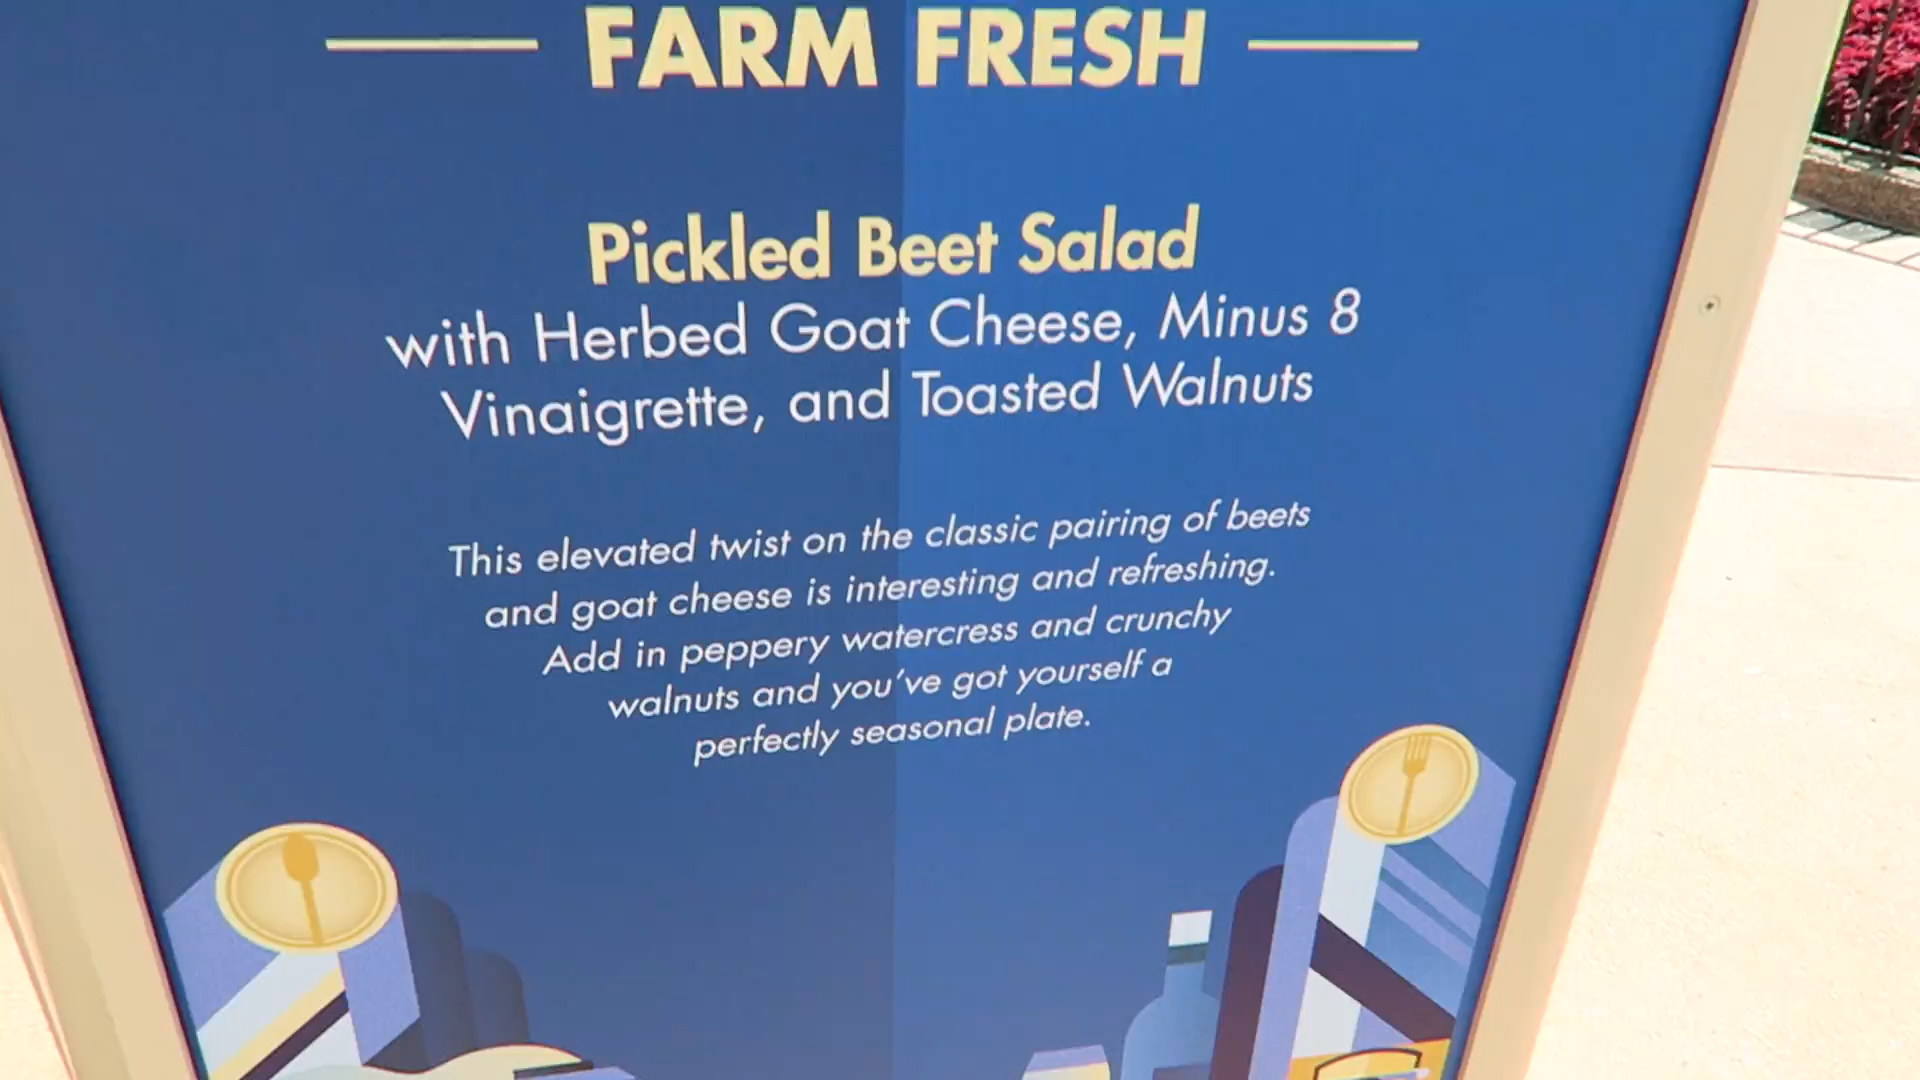 FARM FRESH
Pickled Beet Salad
with Herbed Goat Cheese, Minus 8
Vinaigrette, and Toasted Walnuts
This elevated twist on the classic pairing of beets
and goat cheese is interesting and refreshing.
Add in peppery watercress and crunchy
walnuts and you've got yourself a
perfectly seasonal plate.